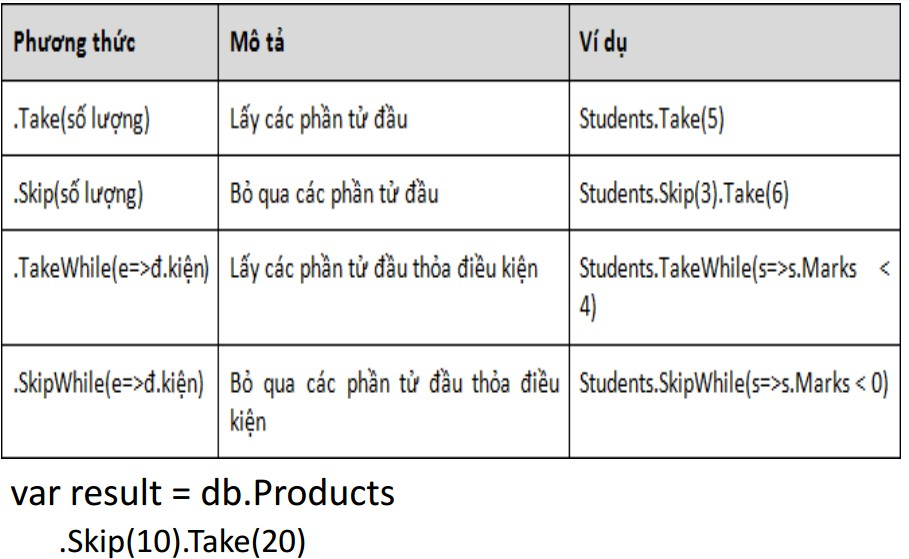 Phương thức Mô tả Ví dụ
.Take(số lượng) Lấy các phần tử đầu Students.Take(5)
.Skip(số lượng) Bỏ qua các phần tử đầu Students.Skip(3).Take(6)
.TakeWhile(e=>đ.kiện) Lấy các phần tử đầu thỏa điều kiện Students.TakeWhile(s=>s.Marks <
4)
.SkipWhile(e=>đ.kiện) Bỏ qua các phần tử đầu thỏa điều Students.SkipWhile(s=>s.Marks < 0)
kiện
var result = db.Products
.Skip(10).Take(20)